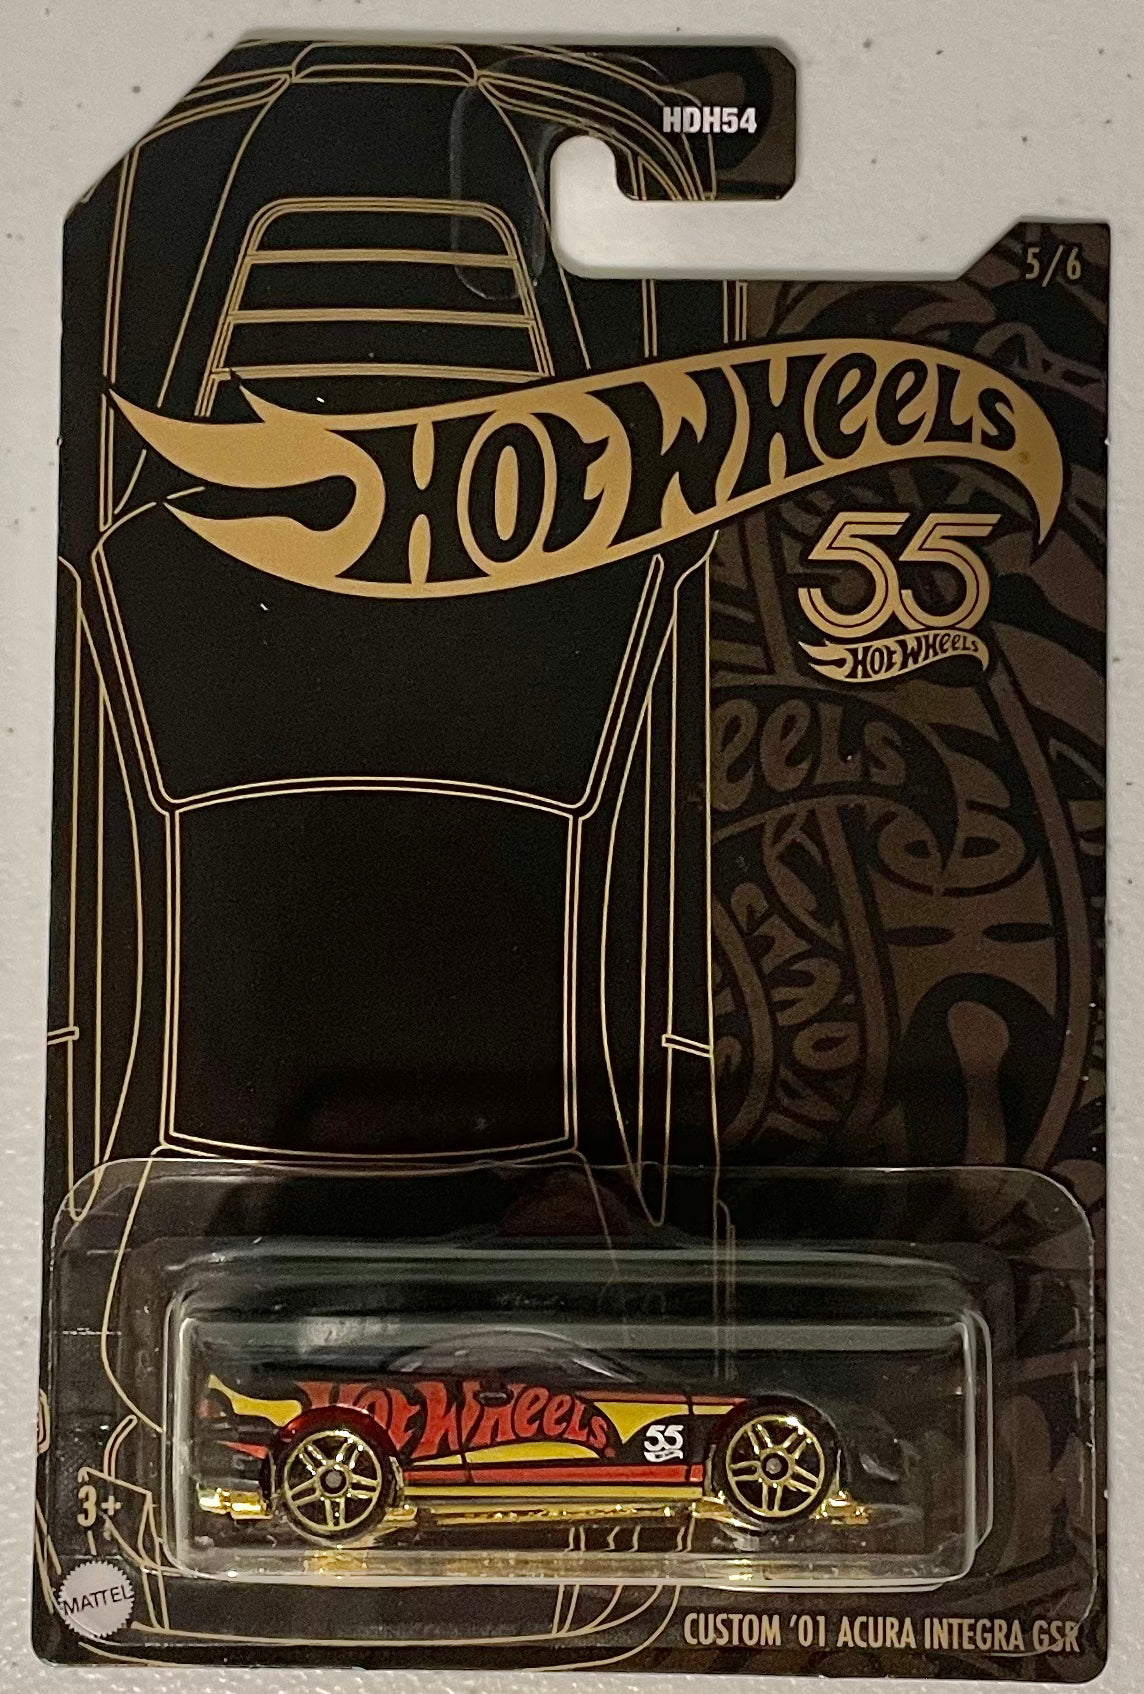 HDH54
5/6
HOT WHEELS
55
HOT WHEELS
HOT WHEELS
55
3+
MATTEL
CUSTOM '01 ACURA INTEGRA GSR